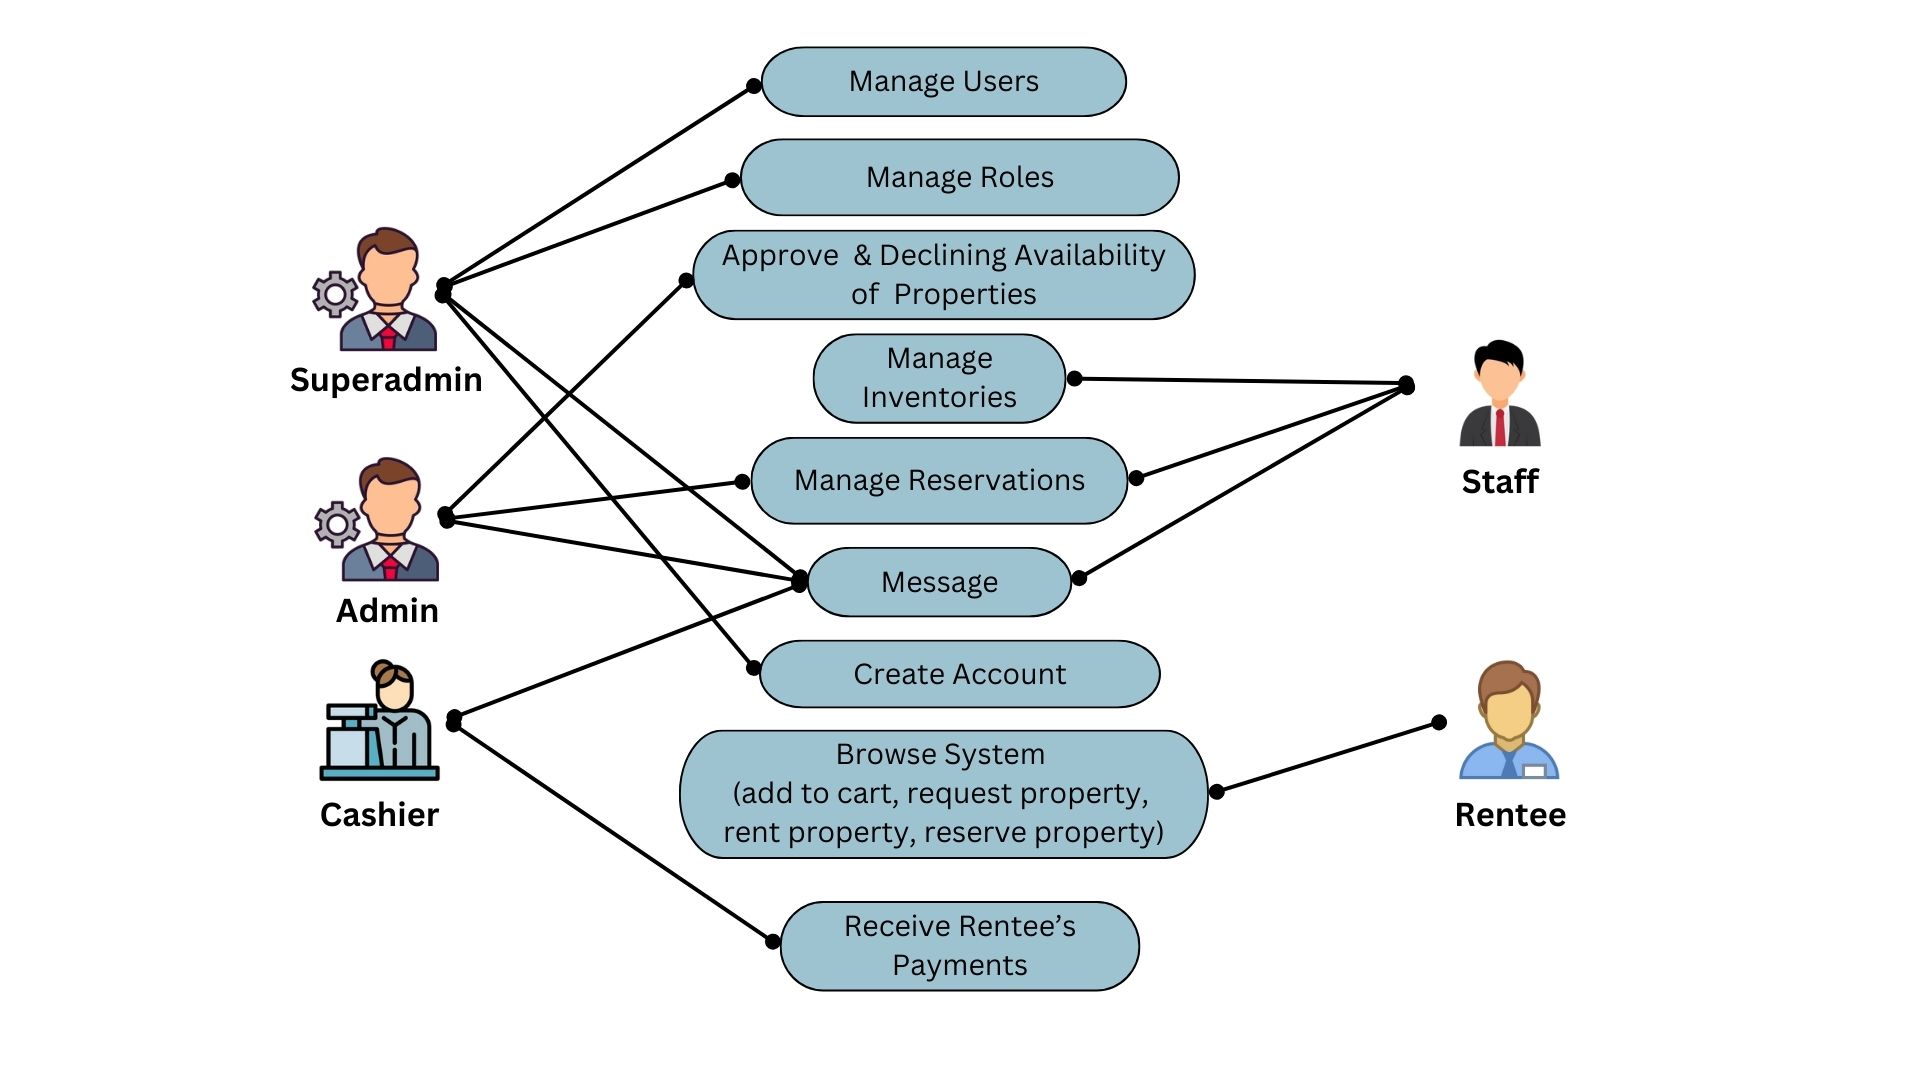 Manage Users
Manage Roles
Approve  & Declining Availability
of  Properties
Manage
Inventories
Manage Reservations
Message
Create Account
Browse System
(add to cart, request property,
rent property, reserve property)
Receive Rentee’s
Payments
Superadmin
Admin
Cashier
Staff
Rentee